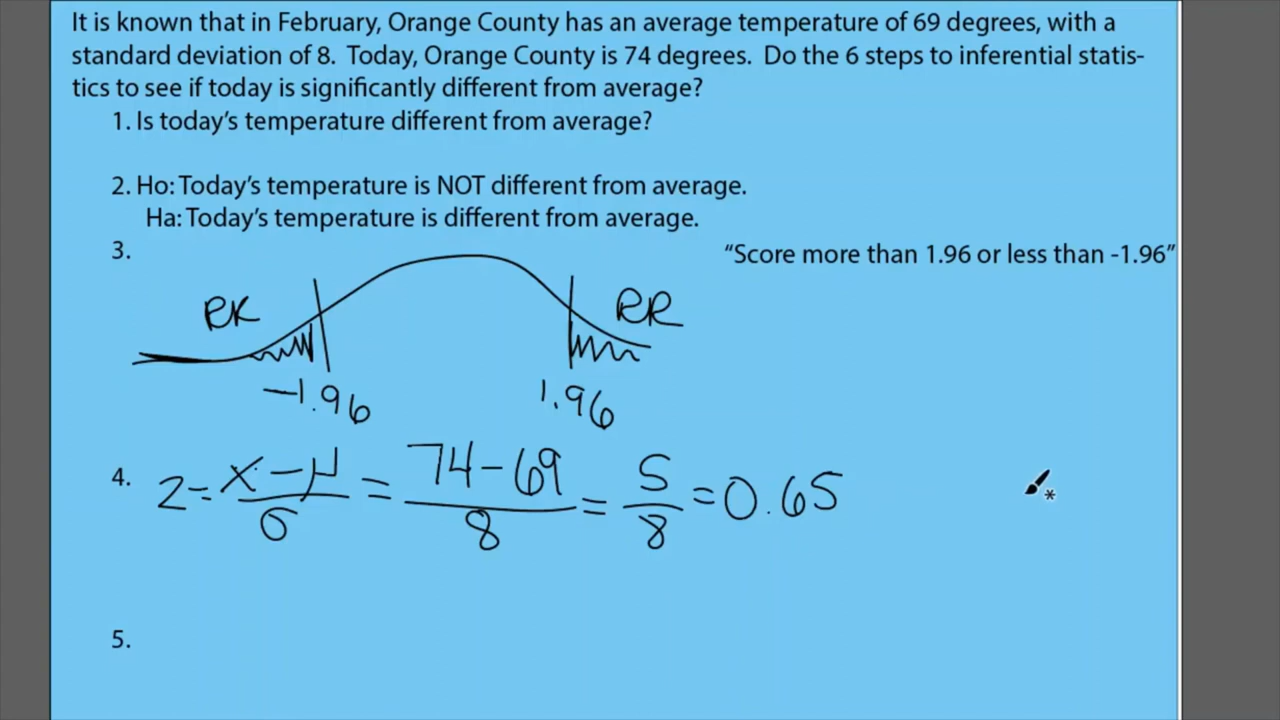 It is known that in February, Orange County has an average temperature of 69 degrees, with a
standard deviation of 8. Today, Orange County is 74 degrees. Do the 6 steps to inferential statis-
tics to see if today is significantly different from average?
1. Is today's temperature different from average?
2. Ho: Today's temperature is NOT different from average.
Ha: Today's temperature is different from average.
3.
"Score more than 1.96 or less than -1.96"
RR RR
-1.96 1.96
4. z = x - μ / σ = 74 - 69 / 8 = 5 / 8 = 0.65
5.